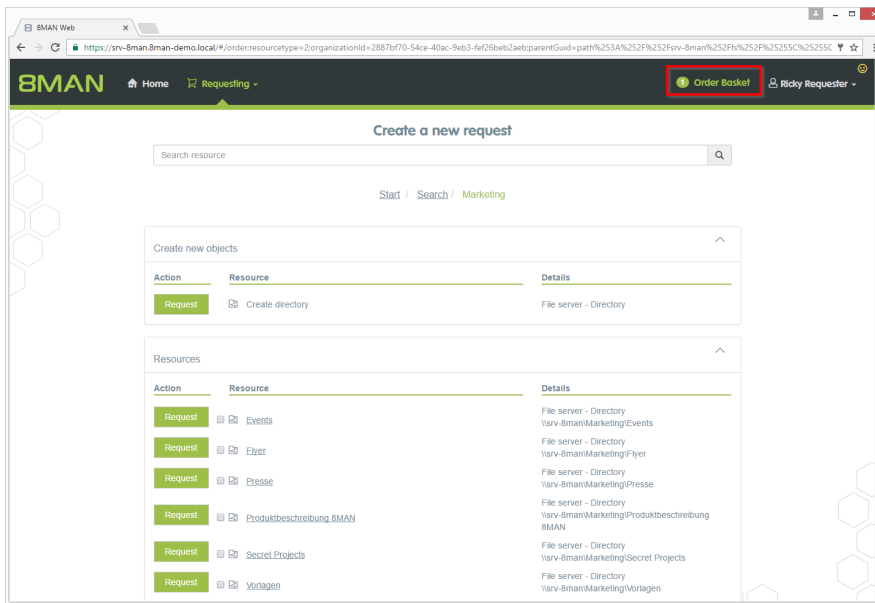 8MAN Web
https://srv-8man.8man-demo.local/#/order:resourcetype=2;organizationId=2887bf70-54ce-40ac-9eb3-fef26beb2aeb;parentGuid=path%253A%252F%252Fsrv-8man%252Ffs%252F%255C%255C
8MAN Home Requesting 1 Order Basket Ricky Requester
Create a new request
Search resource
Start / Search / Marketing
Create new objects
Action Resource Details
Request Create directory File server - Directory
Resources
Action Resource Details
Request Events File server - Directory
\\srv-8man\Marketing\Events
Request Flyer File server - Directory
\\srv-8man\Marketing\Flyer
Request Presse File server - Directory
\\srv-8man\Marketing\Presse
Request Produktbeschreibung 8MAN File server - Directory
\\srv-8man\Marketing\Produktbeschreibung
8MAN
Request Secret Projects File server - Directory
\\srv-8man\Marketing\Secret Projects
Request Vorlagen File server - Directory
\\srv-8man\Marketing\Vorlagen